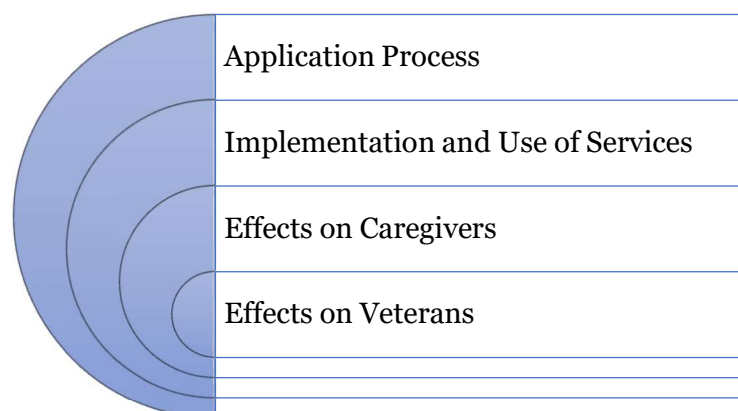 Application Process
Implementation and Use of Services
Effects on Caregivers
Effects on Veterans